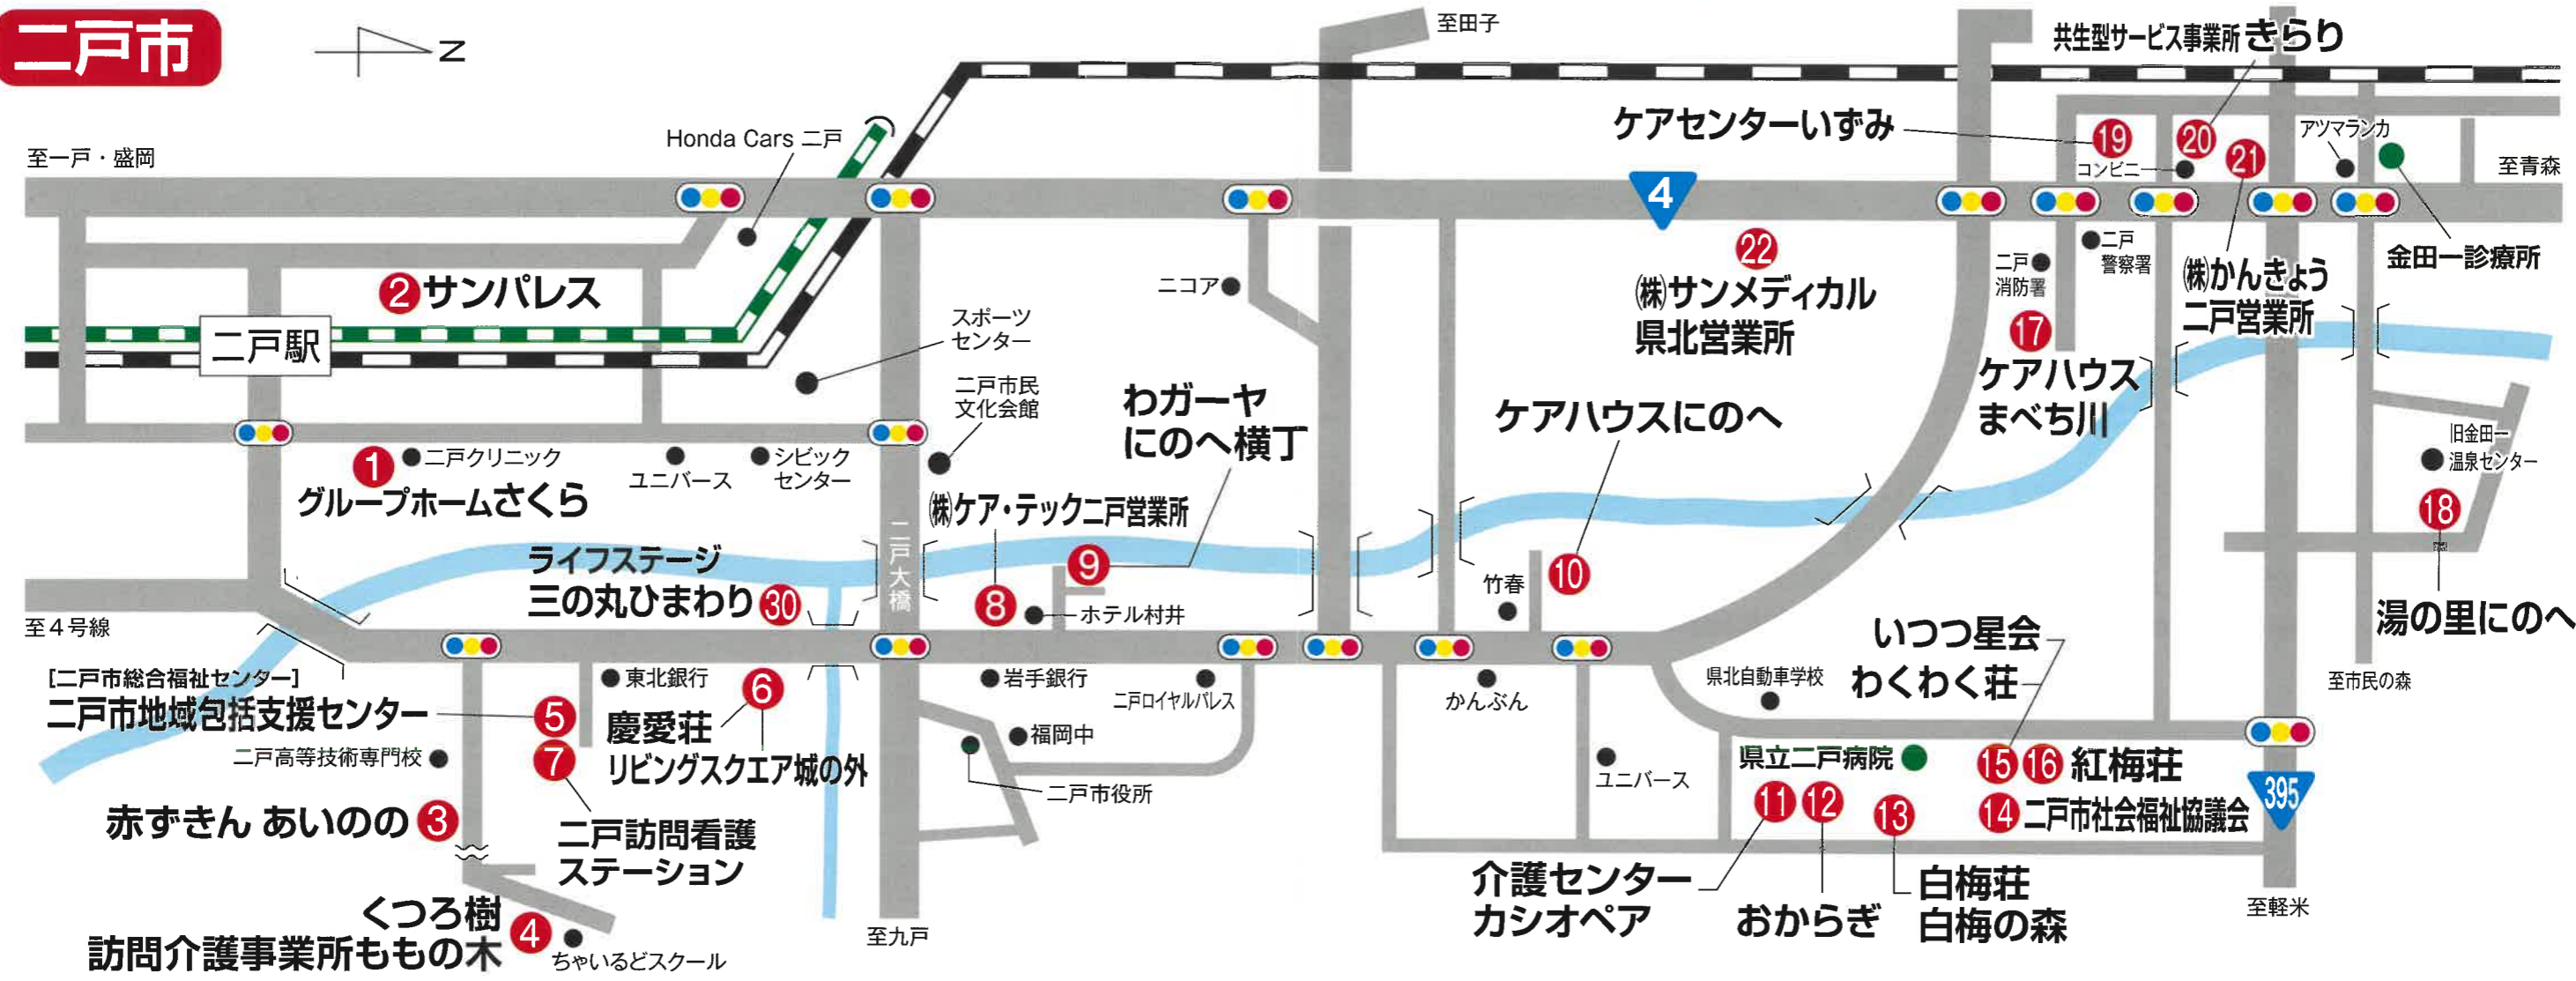 二戸市
N
至田子
共生型サービス事業所 きらり
Honda Cars 二戸
ケアセンターいずみ
19
20
21
アツマランカ
コンビニ
至一戸・盛岡
至青森
4
22
㈱サンメディカル
県北営業所
二戸
消防署
二戸
警察署
㈱かんきょう
二戸営業所
金田一診療所
2 サンパレス
二戸駅
スポーツ
センター
ニコア
二戸市民
文化会館
17
ケアハウス
まべち川
わガーヤ
にのへ横丁
ケアハウスにのへ
旧金田一
温泉センター
18
湯の里にのへ
1
二戸クリニック
グループホームさくら
ユニバース
シビック
センター
㈱ケア・テック二戸営業所
二戸大橋
ライフステージ
三の丸ひまわり 30
8
9
ホテル村井
竹春
10
至4号線
いつつ星会
わくわく荘
[二戸市総合福祉センター]
二戸市地域包括支援センター
5
7
東北銀行
6
慶愛荘
リビングスクエア城の外
岩手銀行
二戸ロイヤルパレス
かんぶん
県北自動車学校
至市民の森
二戸高等技術専門校
福岡中
二戸市役所
ユニバース
県立二戸病院
15
16 紅梅荘
395
赤ずきん あいのの 3
二戸訪問看護
ステーション
11
12
13
14 二戸市社会福祉協議会
介護センター
カシオペア
おからぎ
白梅荘
白梅の森
至軽米
くつろ樹
訪問介護事業所ももの木
4
ちゃいるどスクール
至九戸